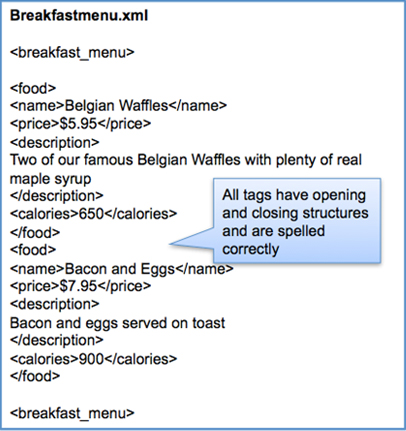 Breakfastmenu.xml
<breakfast_menu>
<food>
<name>Belgian Waffles</name>
<price>$5.95</price>
<description>
Two of our famous Belgian Waffles with plenty of real
maple syrup
</description>
<calories>650</calories>
</food>
<food>
<name>Bacon and Eggs</name>
<price>$7.95</price>
<description>
Bacon and eggs served on toast
</description>
<calories>900</calories>
</food>
<breakfast_menu>
All tags have opening
and closing structures
and are spelled
correctly